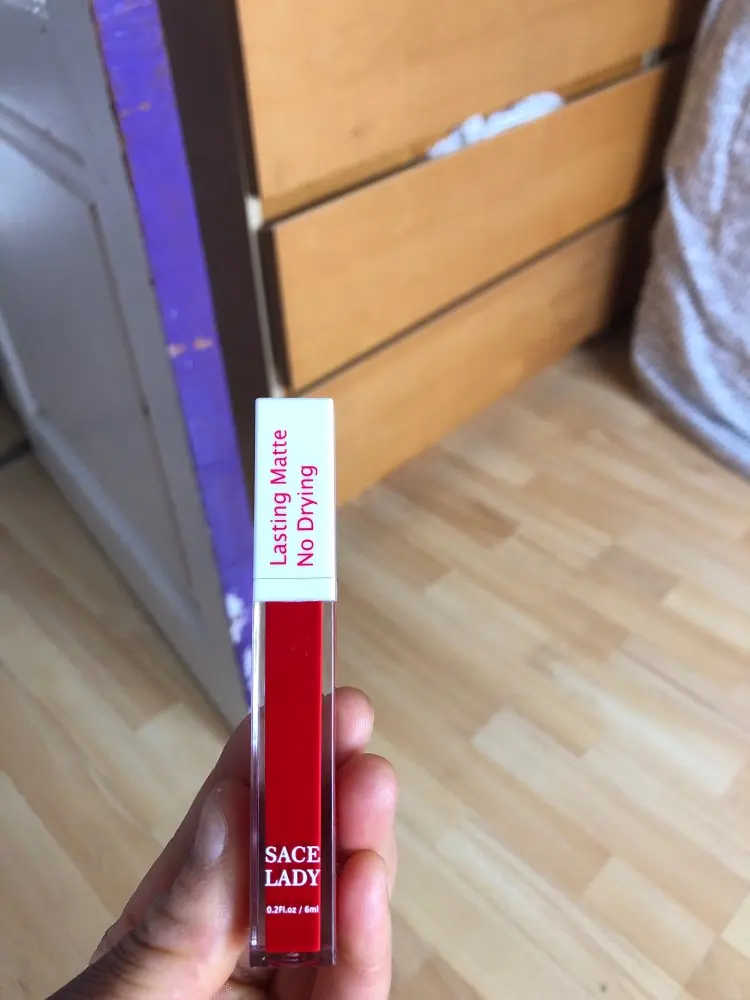 Lasting Matte
No Drying
SACE
LADY
0.2Fl.oz / 6ml